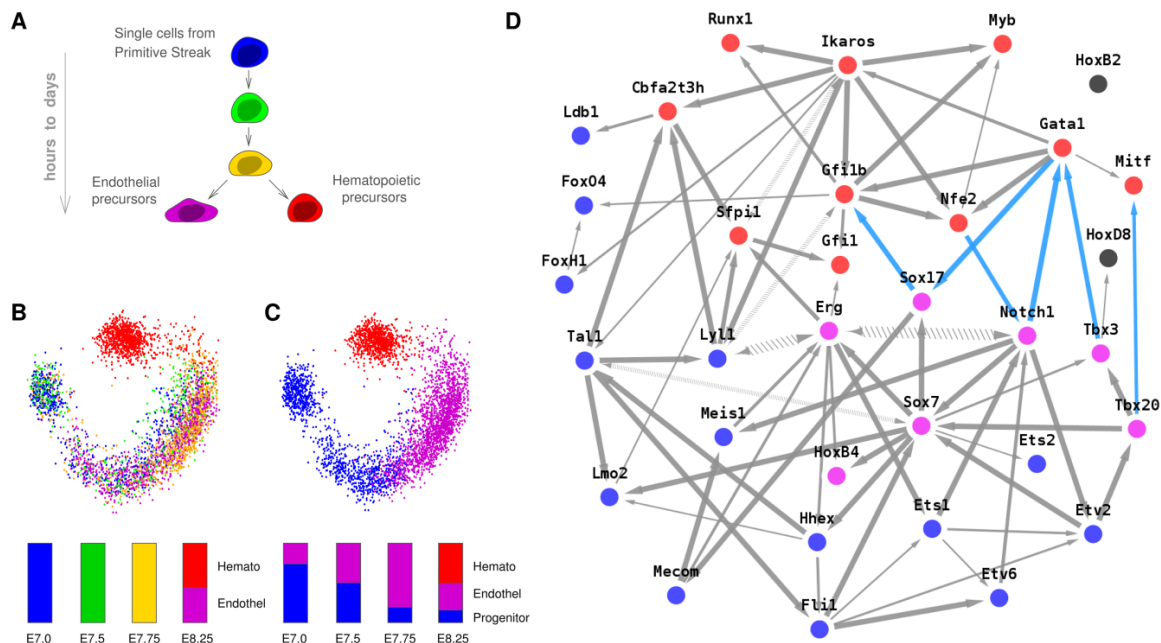 A
Single cells from
Primitive Streak
hours to days
Endothelial
precursors
Hematopoietic
precursors
B
C
Hemato
Endothel
E7.0
E7.5
E7.75
E8.25
Hemato
Endothel
Progenitor
E7.0
E7.5
E7.75
E8.25
D
Runx1
Ikaros
Myb
HoxB2
Cbfa2t3h
Ldb1
Gata1
Mitf
FoxO4
Gfi1b
Nfe2
Sfpi1
Gfi1
HoxD8
FoxH1
Sox17
Erg
Notch1
Tbx3
Tal1
Lyl1
Sox7
Tbx20
Meis1
Ets2
HoxB4
Lmo2
Hhex
Ets1
Etv2
Mecom
Fli1
Etv6